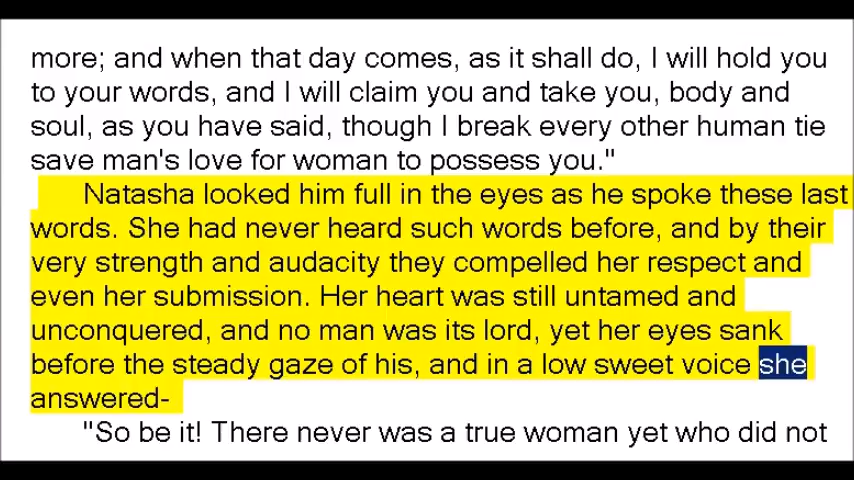 more; and when that day comes, as it shall do, I will hold you
to your words, and I will claim you and take you, body and
soul, as you have said, though I break every other human tie
save man's love for woman to possess you."
Natasha looked him full in the eyes as he spoke these last
words. She had never heard such words before, and by their
very strength and audacity they compelled her respect and
even her submission. Her heart was still untamed and
unconquered, and no man was its lord, yet her eyes sank
before the steady gaze of his, and in a low sweet voice she
answered-
"So be it! There never was a true woman yet who did not